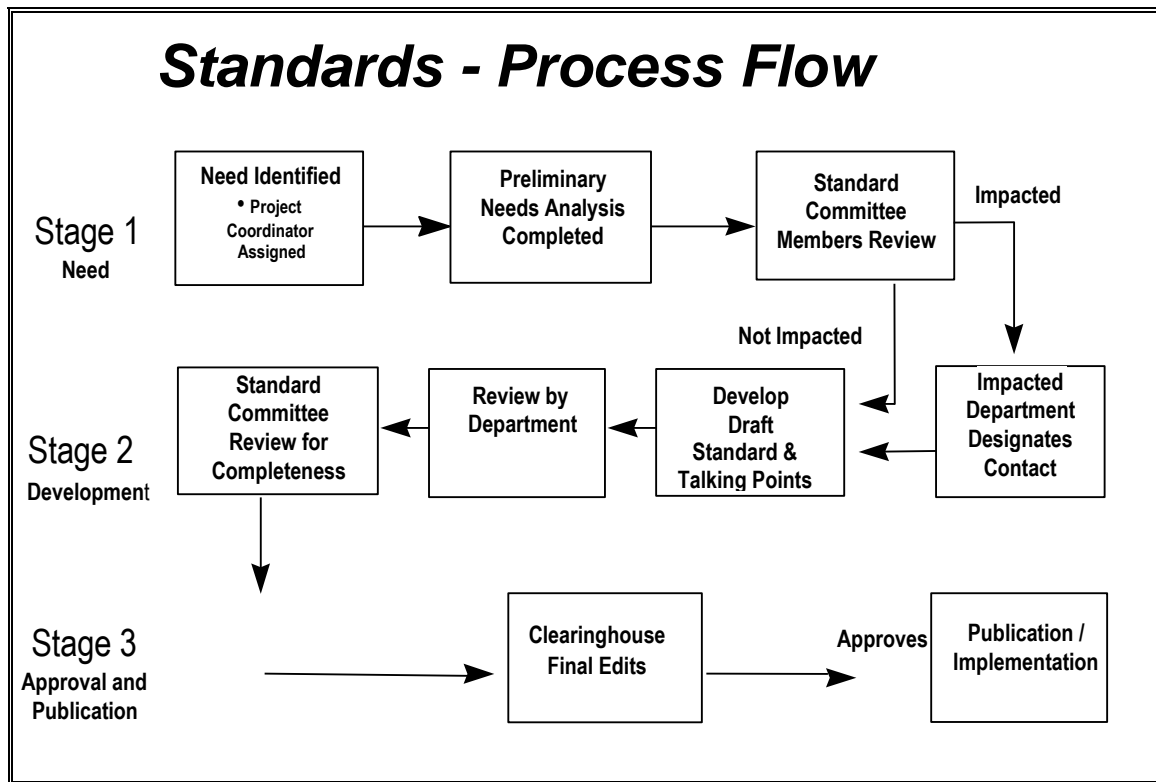 Standards - Process Flow
Stage 1
Need
Need Identified
• Project
Coordinator
Assigned
Preliminary
Needs Analysis
Completed
Standard
Committee
Members Review
Impacted
Not Impacted
Stage 2
Development
Impacted
Department
Designates
Contact
Develop
Draft
Standard &
Talking Points
Review by
Department
Standard
Committee
Review for
Completeness
Stage 3
Approval and
Publication
Clearinghouse
Final Edits
Approves
Publication /
Implementation